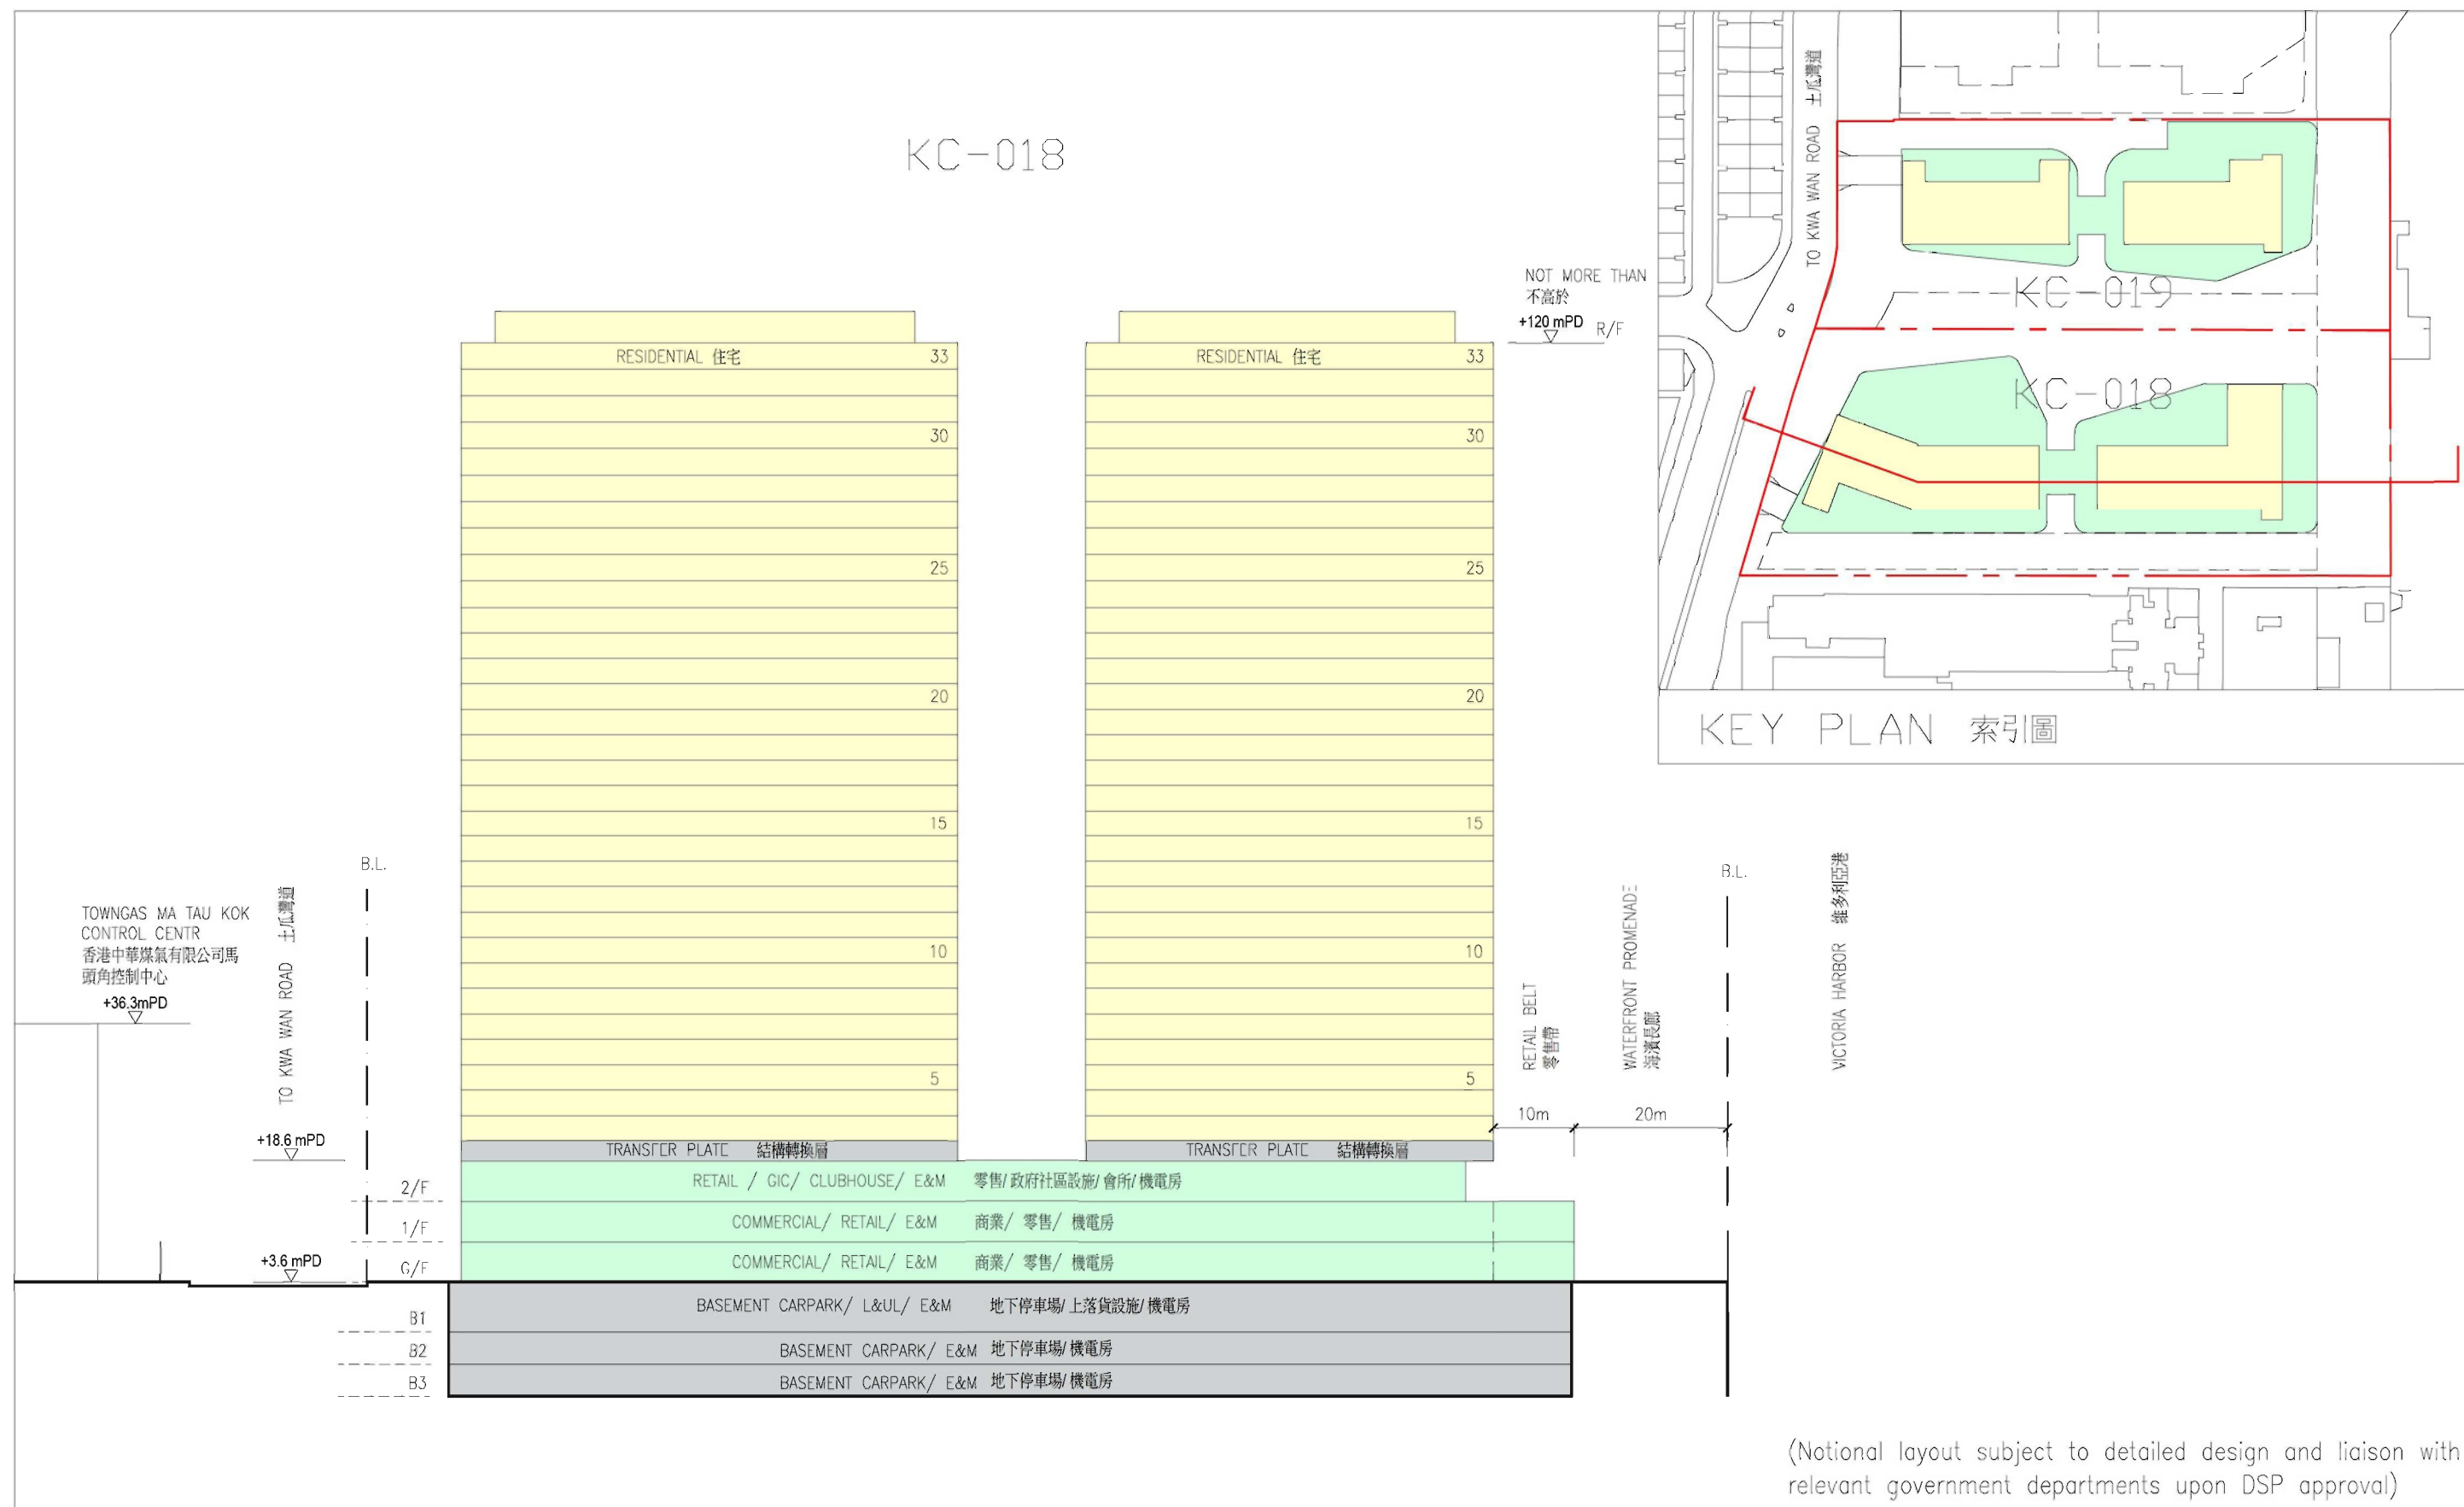 KC-018
NOT MORE THAN
不高於
+120 mPD R/F
RESIDENTIAL 住宅 33
30
25
20
15
10
5
RESIDENTIAL 住宅 33
30
25
20
15
10
5
B.L.
TOWNGAS MA TAU KOK
CONTROL CENTR
香港中華煤氣有限公司馬
頭角控制中心
+36.3mPD
TO KWA WAN ROAD 土瓜灣道
+18.6 mPD
+3.6 mPD
2/F
1/F
G/F
B1
B2
B3
TRANSFER PLATE 結構轉換層
TRANSFER PLATE 結構轉換層
RETAIL / GIC/ CLUBHOUSE/ E&M 零售/政府社區設施/會所/機電房
COMMERCIAL/ RETAIL/ E&M 商業/ 零售/ 機電房
COMMERCIAL/ RETAIL/ E&M 商業/ 零售/ 機電房
BASEMENT CARPARK/ L&UL/ E&M 地下停車場/上落貨設施/機電房
BASEMENT CARPARK/ E&M 地下停車場/機電房
BASEMENT CARPARK/ E&M 地下停車場/機電房
RETAIL BELT
零售帶
10m
WATERFRONT PROMENADE
海濱長廊
20m
B.L.
VICTORIA HARBOR 維多利亞港
TO KWA WAN ROAD 土瓜灣道
KC-019
KC-018
KEY PLAN 索引圖
(Notional layout subject to detailed design and liaison with
relevant government departments upon DSP approval)